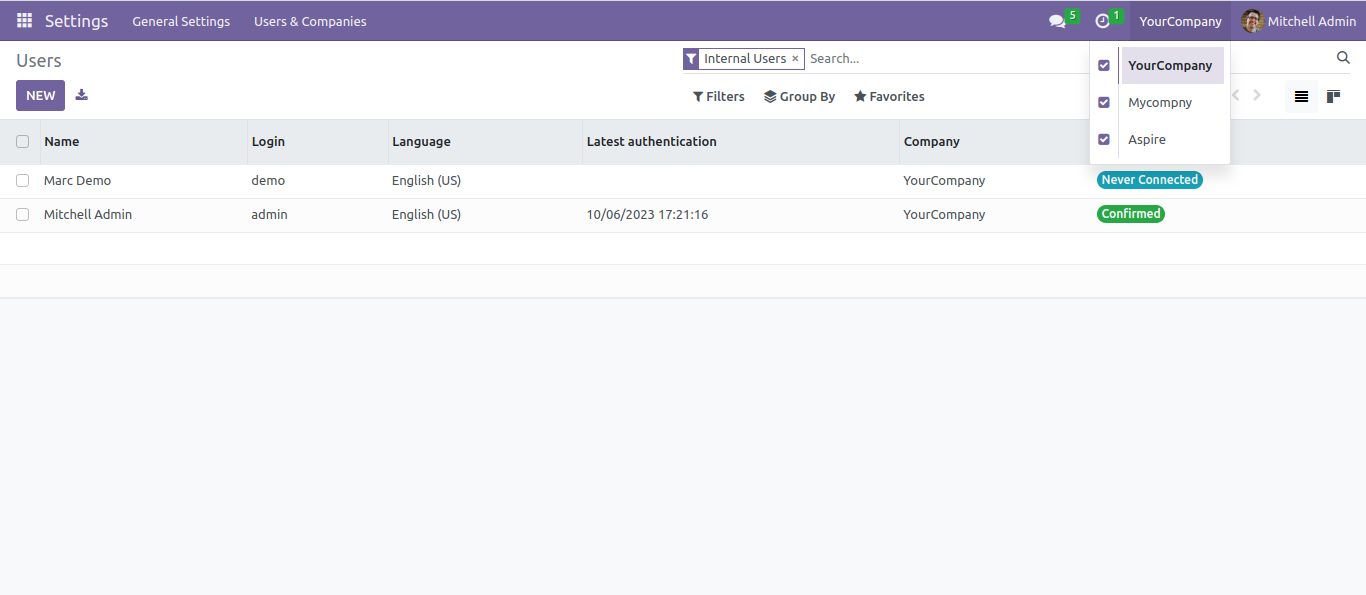 Settings General Settings Users & Companies 5 1 YourCompany Mitchell Admin
Users Internal Users × Search...
YourCompany
NEW Filters Group By Favorites
Mycompny
Aspire
Name Login Language Latest authentication Company
Marc Demo demo English (US) YourCompany Never Connected
Mitchell Admin admin English (US) 10/06/2023 17:21:16 YourCompany Confirmed